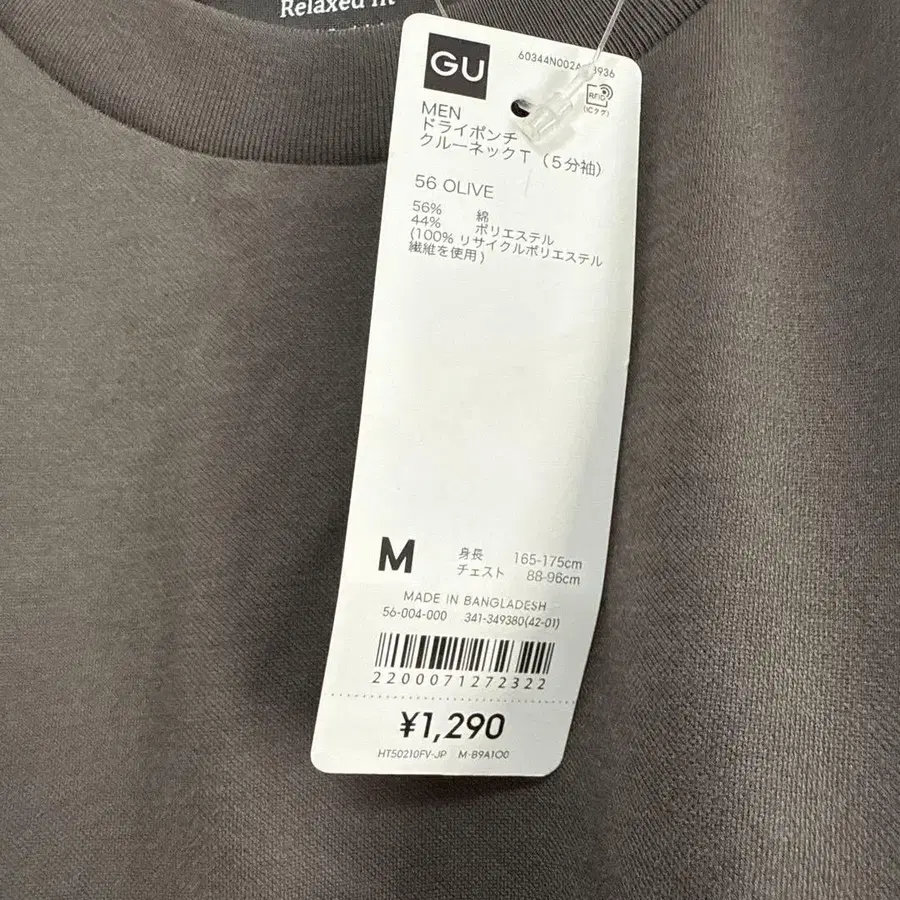 Relaxed fit
GU
60344N002A
RFID
(ICタグ)
MEN
ドライポンチ
クルーネックT (5分袖)
56 OLIVE
56% 綿
44% ポリエステル
(100% リサイクルポリエステル
繊維を使用)
M
身長 165-175cm
チェスト 88-96cm
MADE IN BANGLADESH
56-004-000 341-349380(42-01)
2200071272322
¥1,290
HT50210FV-JP M-B9A100